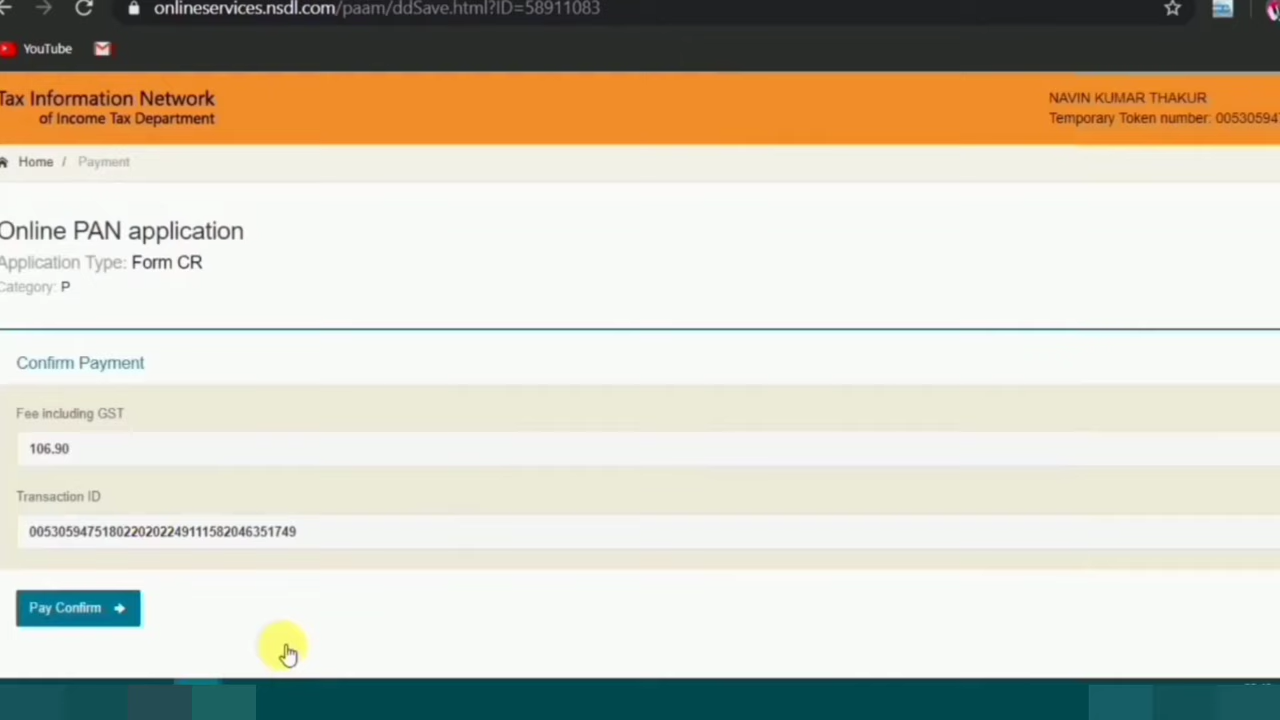 onlineservices.nsdl.com/paam/ddSave.html?ID=58911083
YouTube
Tax Information Network
of Income Tax Department
NAVIN KUMAR THAKUR
Temporary Token number: 00530594
Home / Payment
Online PAN application
Application Type: Form CR
Category: P
Confirm Payment
Fee including GST
106.90
Transaction ID
005305947518022020224911158204635​1749
Pay Confirm